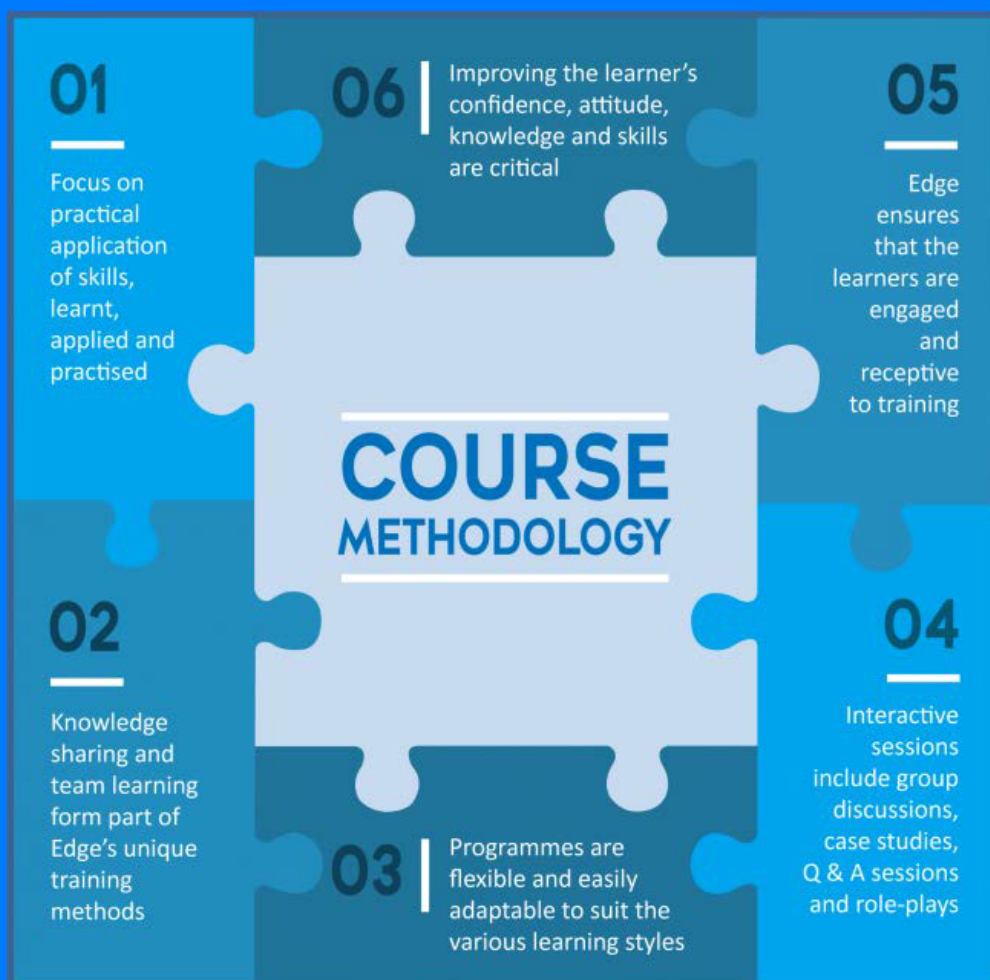 01
Focus on
practical
application
of skills,
learnt,
applied and
practised
02
Knowledge
sharing and
team learning
form part of
Edge’s unique
training
methods
03
Programmes are
flexible and easily
adaptable to suit the
various learning styles
04
Interactive
sessions
include group
discussions,
case studies,
Q & A sessions
and role-plays
05
Edge
ensures
that the
learners are
engaged
and
receptive
to training
06
Improving the learner’s
confidence, attitude,
knowledge and skills
are critical
COURSE
METHODOLOGY